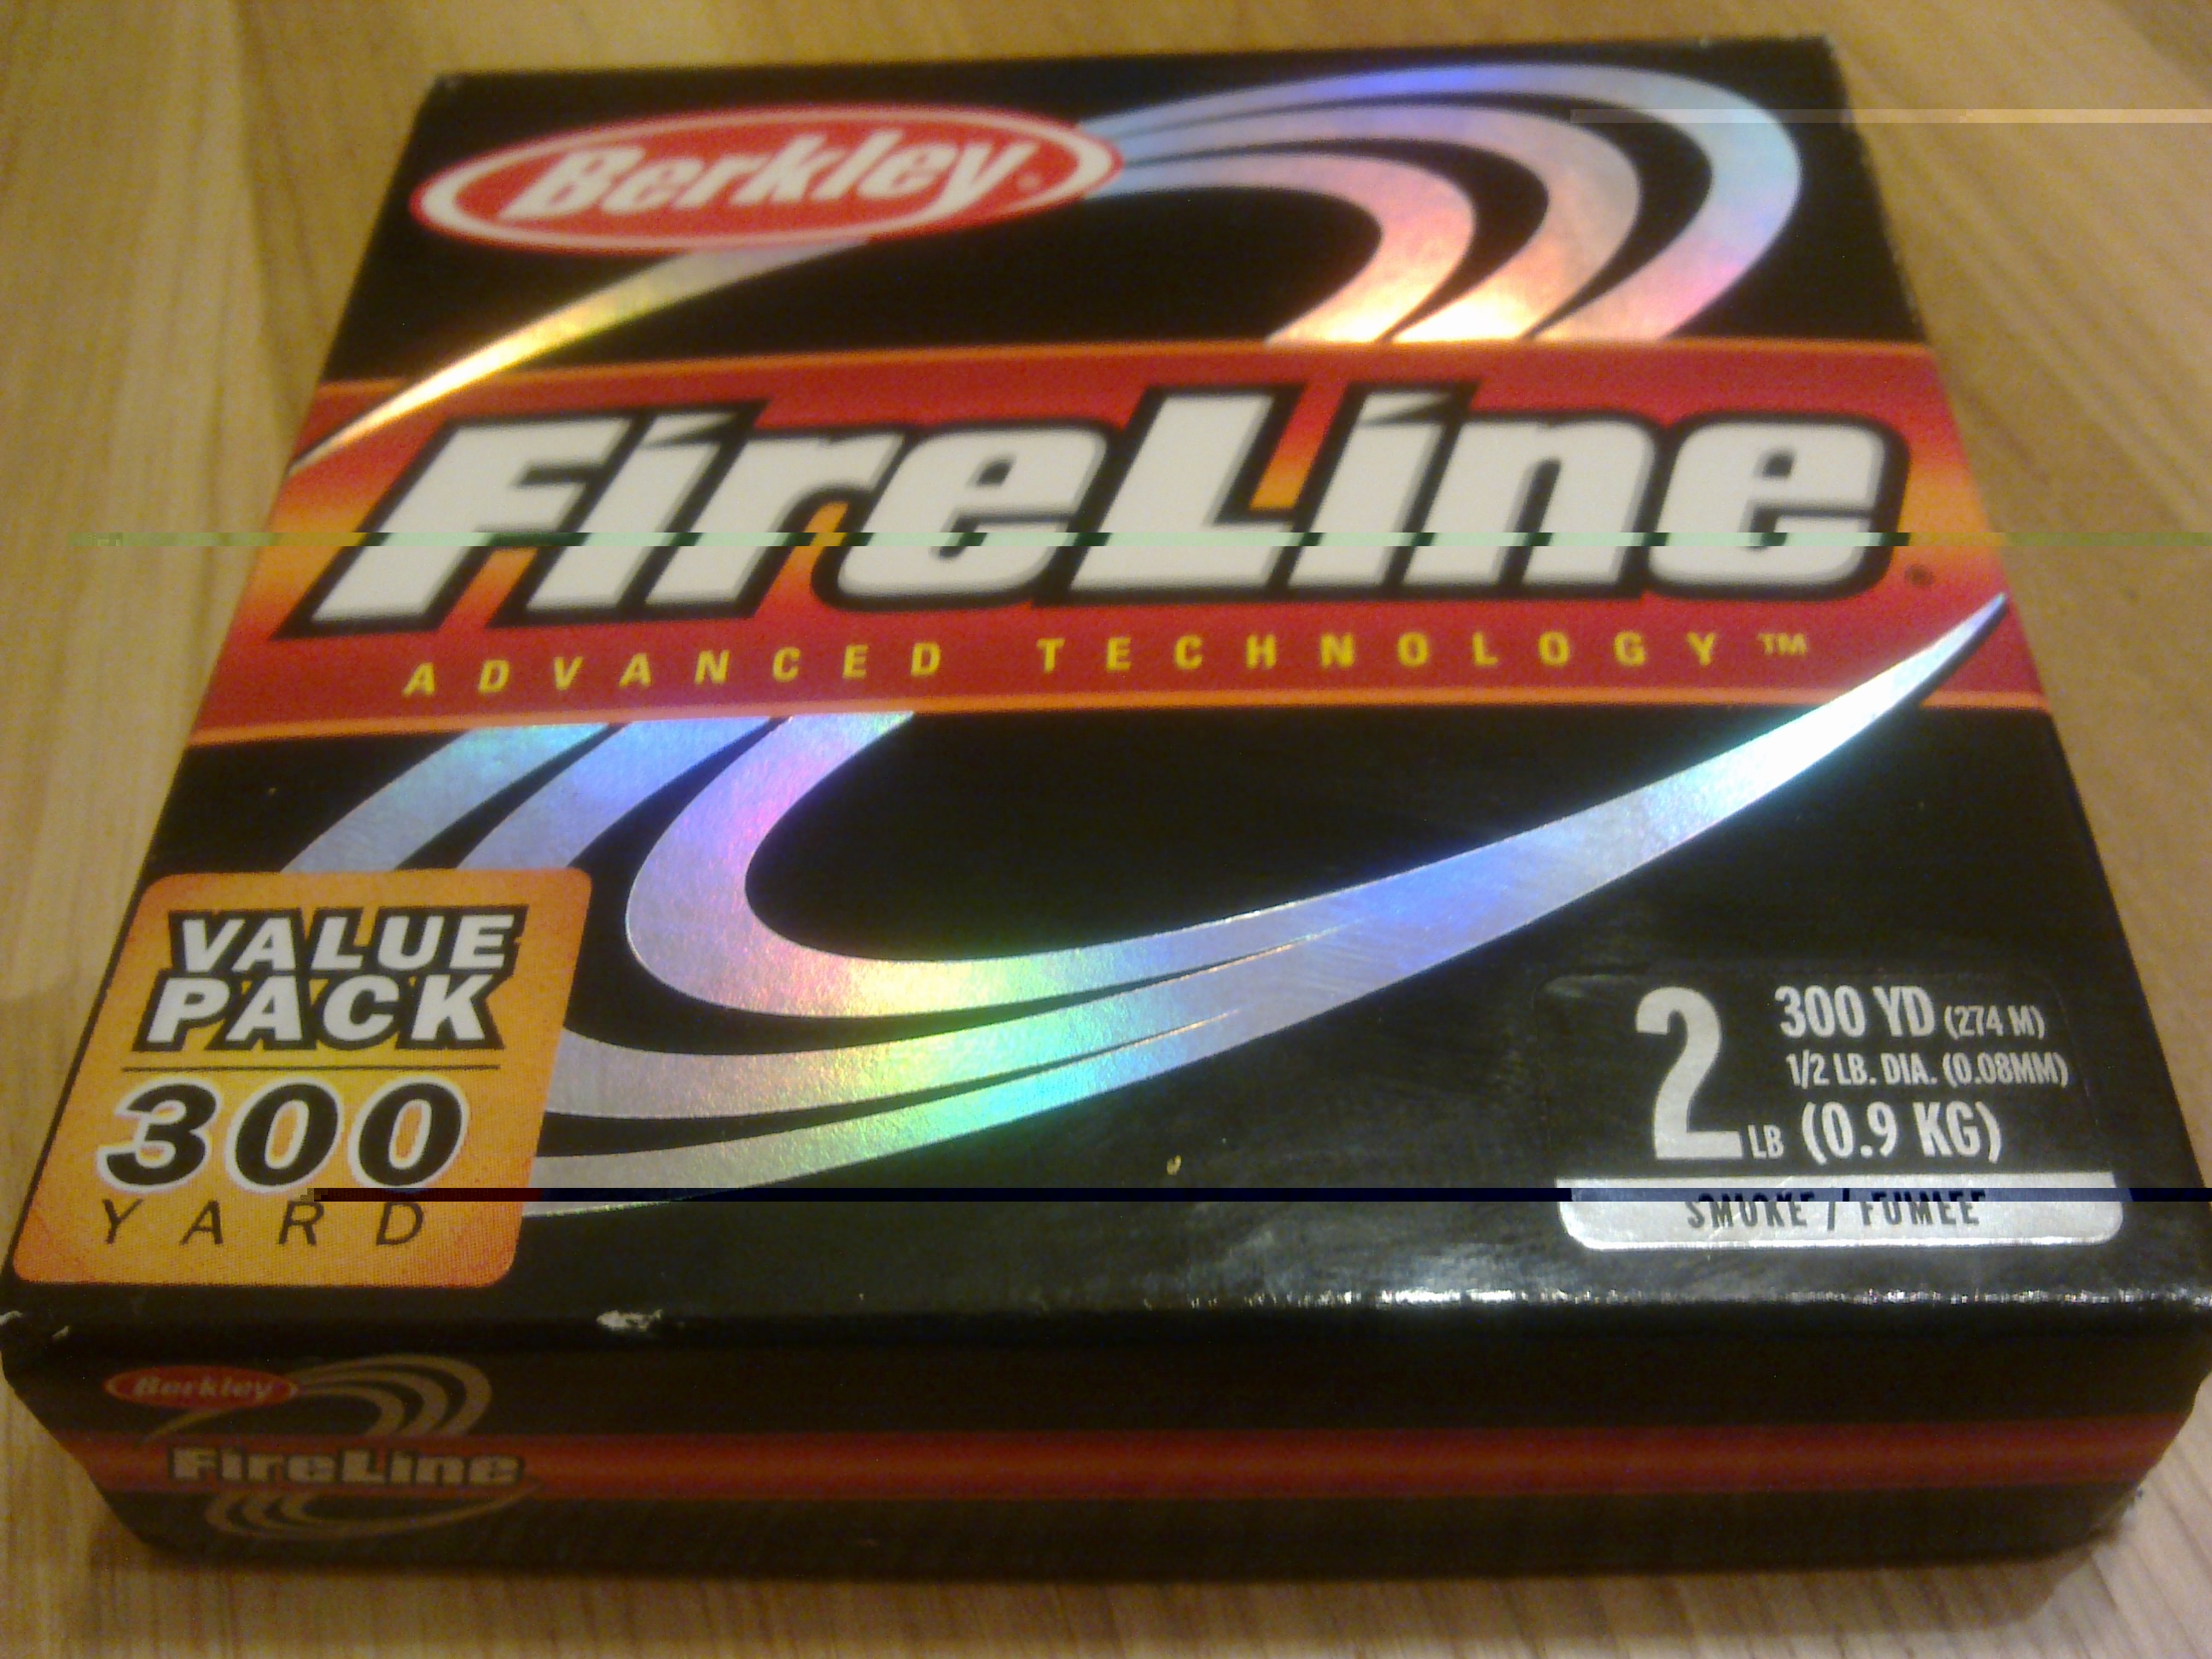 Berkley®
FireLine®
ADVANCED TECHNOLOGY™
VALUE
PACK
300
YARD
2 LB
300 YD (274 M)
1/2 LB. DIA. (0.08MM)
(0.9 KG)
SMOKE / FUMEE
Berkley
FireLine